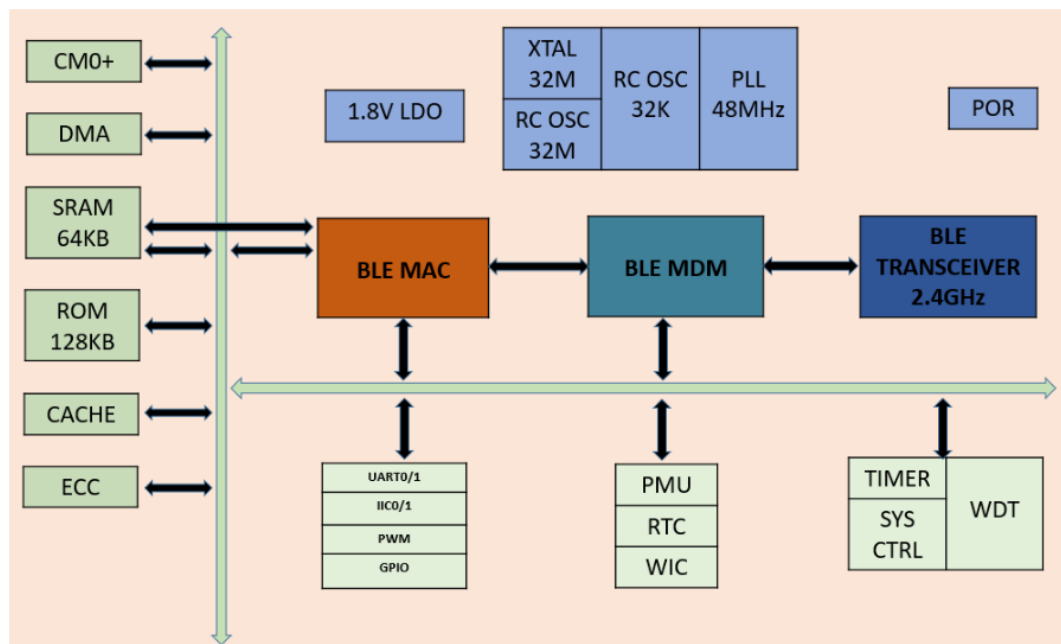 CM0+
DMA
SRAM
64KB
ROM
128KB
CACHE
ECC
1.8V LDO
XTAL
32M
RC OSC
32M
RC OSC
32K
PLL
48MHz
POR
BLE MAC
BLE MDM
BLE
TRANSCEIVER
2.4GHz
UART0/1
IIC0/1
PWM
GPIO
PMU
RTC
WIC
TIMER
SYS
CTRL
WDT